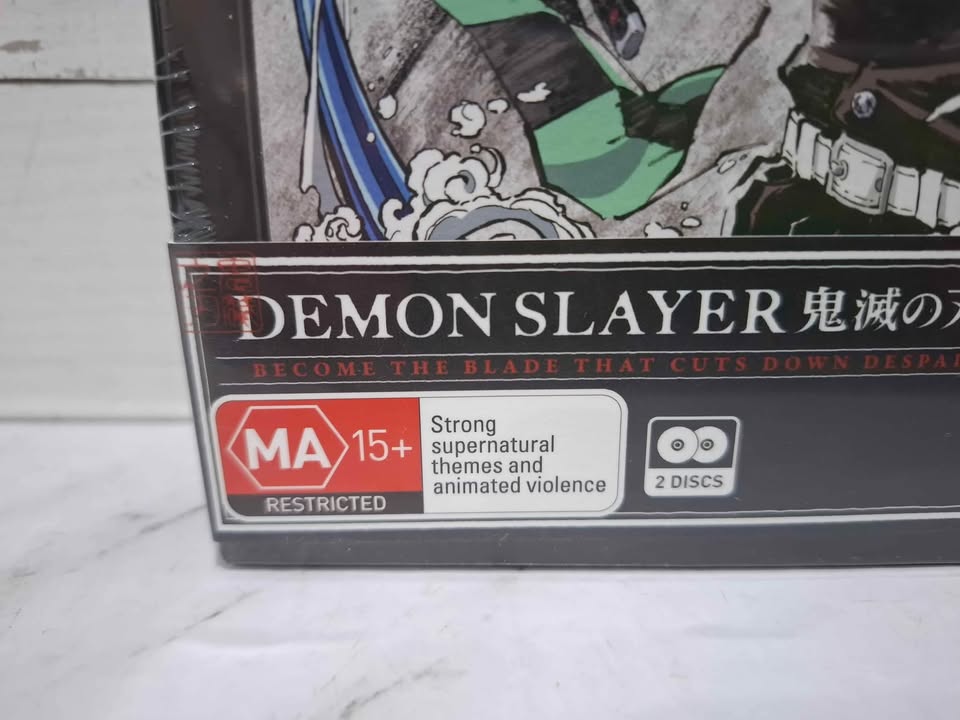 DEMON SLAYER 鬼滅の
BECOME THE BLADE THAT CUTS DOWN
MA 15+
RESTRICTED
Strong
supernatural
themes and
animated violence
2 DISCS